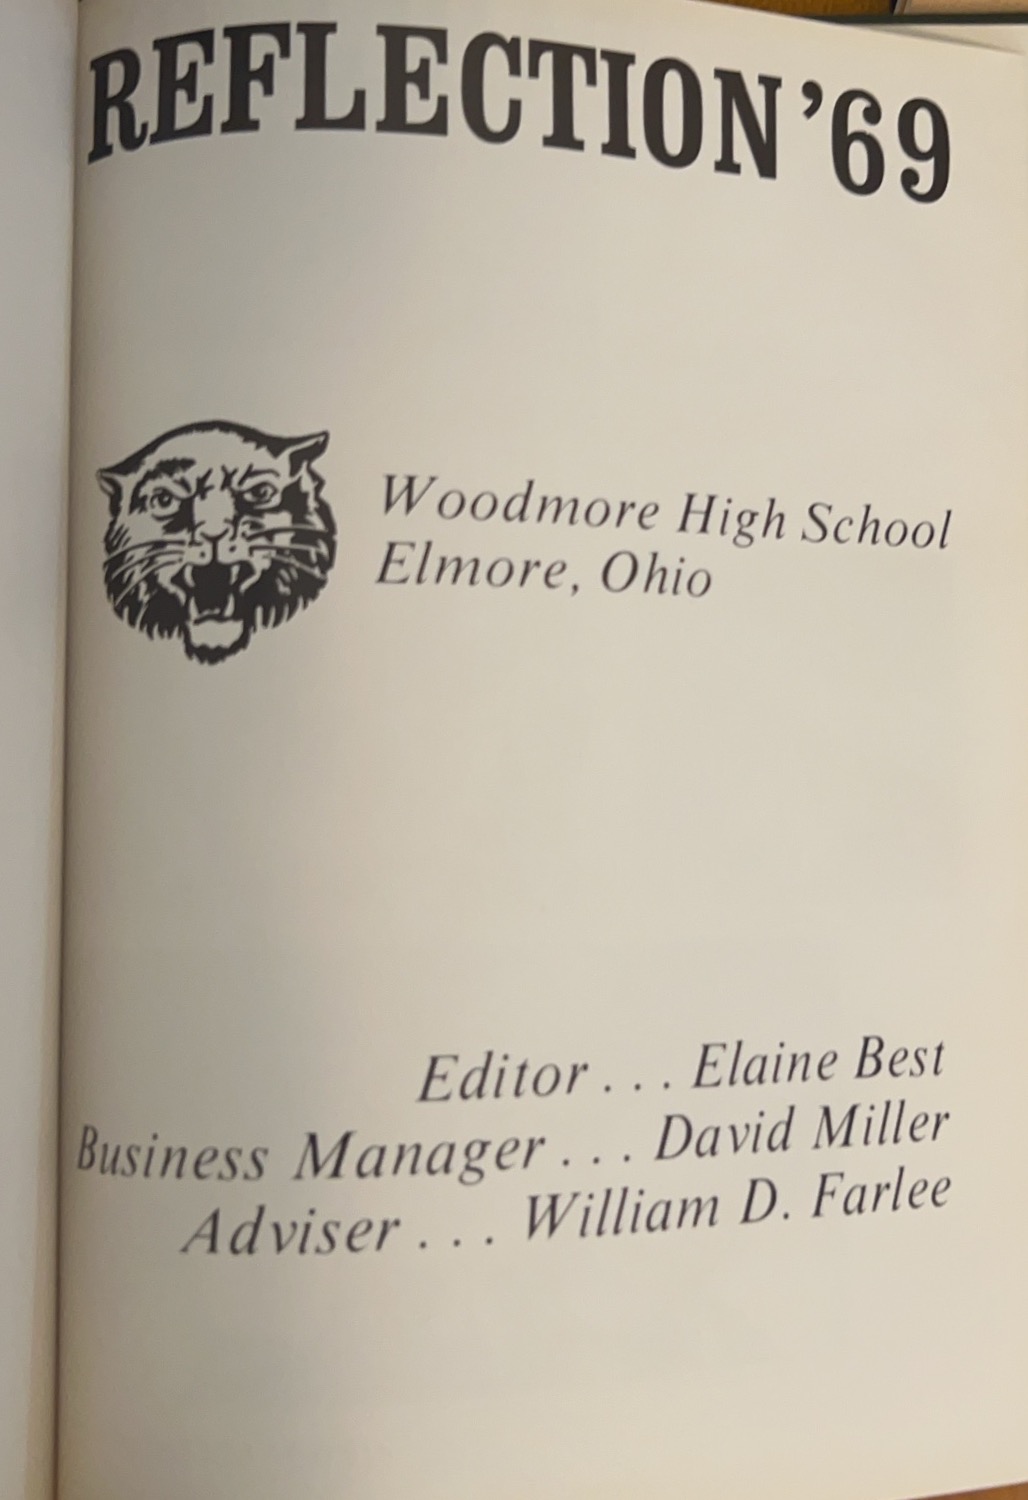 REFLECTION '69
Woodmore High School
Elmore, Ohio
Editor . . . Elaine Best
Business Manager . . . David Miller
Adviser . . . William D. Farlee